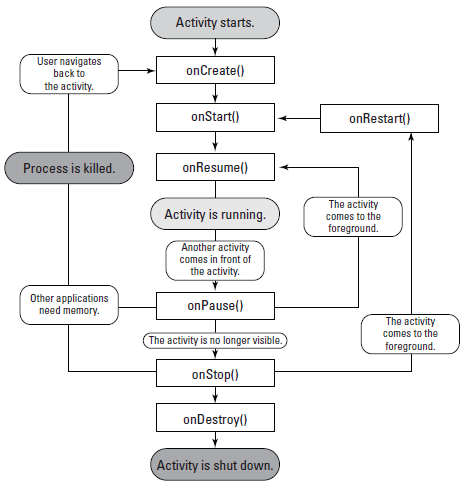 Activity starts.
User navigates
back to
the activity.
onCreate()
onStart()
onRestart()
Process is killed.
onResume()
Activity is running.
The activity
comes to the
foreground.
Another activity
comes in front of
the activity.
Other applications
need memory.
onPause()
The activity is no longer visible.
The activity
comes to the
foreground.
onStop()
onDestroy()
Activity is shut down.